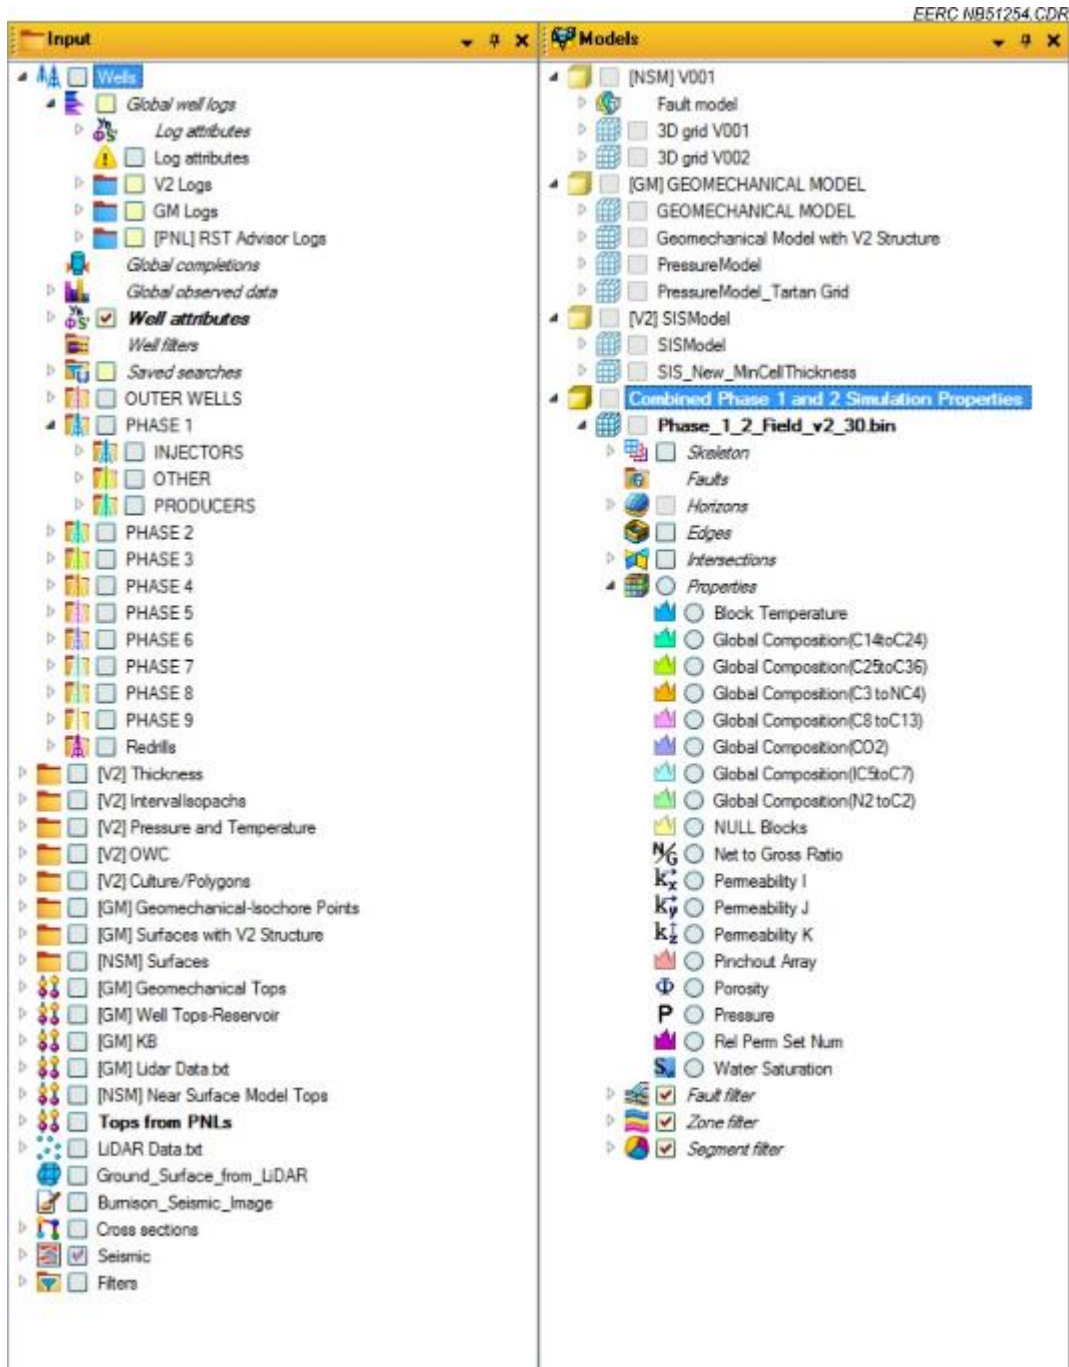 EERC NB51254.CDR
Input
Wells
Global well logs
Log attributes
Log attributes
V2 Logs
GM Logs
[PNL] RST Advisor Logs
Global completions
Global observed data
Well attributes
Well filters
Saved searches
OUTER WELLS
PHASE 1
INJECTORS
OTHER
PRODUCERS
PHASE 2
PHASE 3
PHASE 4
PHASE 5
PHASE 6
PHASE 7
PHASE 8
PHASE 9
Redrills
[V2] Thickness
[V2] IntervalIsopachs
[V2] Pressure and Temperature
[V2] OWC
[V2] Culture/Polygons
[GM] Geomechanical-Isochore Points
[GM] Surfaces with V2 Structure
[NSM] Surfaces
[GM] Geomechanical Tops
[GM] Well Tops-Reservoir
[GM] KB
[GM] Lidar Data.txt
[NSM] Near Surface Model Tops
Tops from PNLs
LiDAR Data.txt
Ground_Surface_from_LiDAR
Burnison_Seismic_Image
Cross sections
Seismic
Filters
Models
[NSM] V001
Fault model
3D grid V001
3D grid V002
[GM] GEOMECHANICAL MODEL
GEOMECHANICAL MODEL
Geomechanical Model with V2 Structure
PressureModel
PressureModel_Tartan Grid
[V2] SISModel
SISModel
SIS_New_MinCellThickness
Combined Phase 1 and 2 Simulation Properties
Phase_1_2_Field_v2_30.bin
Skeleton
Faults
Horizons
Edges
Intersections
Properties
Block Temperature
Global Composition(C14toC24)
Global Composition(C25toC36)
Global Composition(C3 toNC4)
Global Composition(C8 toC13)
Global Composition(CO2)
Global Composition(IC5toC7)
Global Composition(N2 toC2)
NULL Blocks
N/G Net to Gross Ratio
kx Permeability I
ky Permeability J
kz Permeability K
Pinchout Array
Φ Porosity
P Pressure
Rel Perm Set Num
Water Saturation
Fault filter
Zone filter
Segment filter